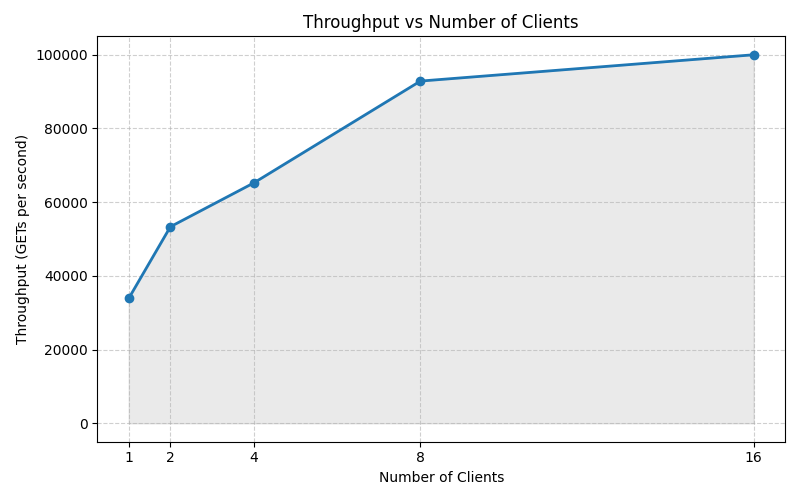 Throughput vs Number of Clients
Throughput (GETs per second)
100000
80000
60000
40000
20000
0
1 2 4 8 16
Number of Clients